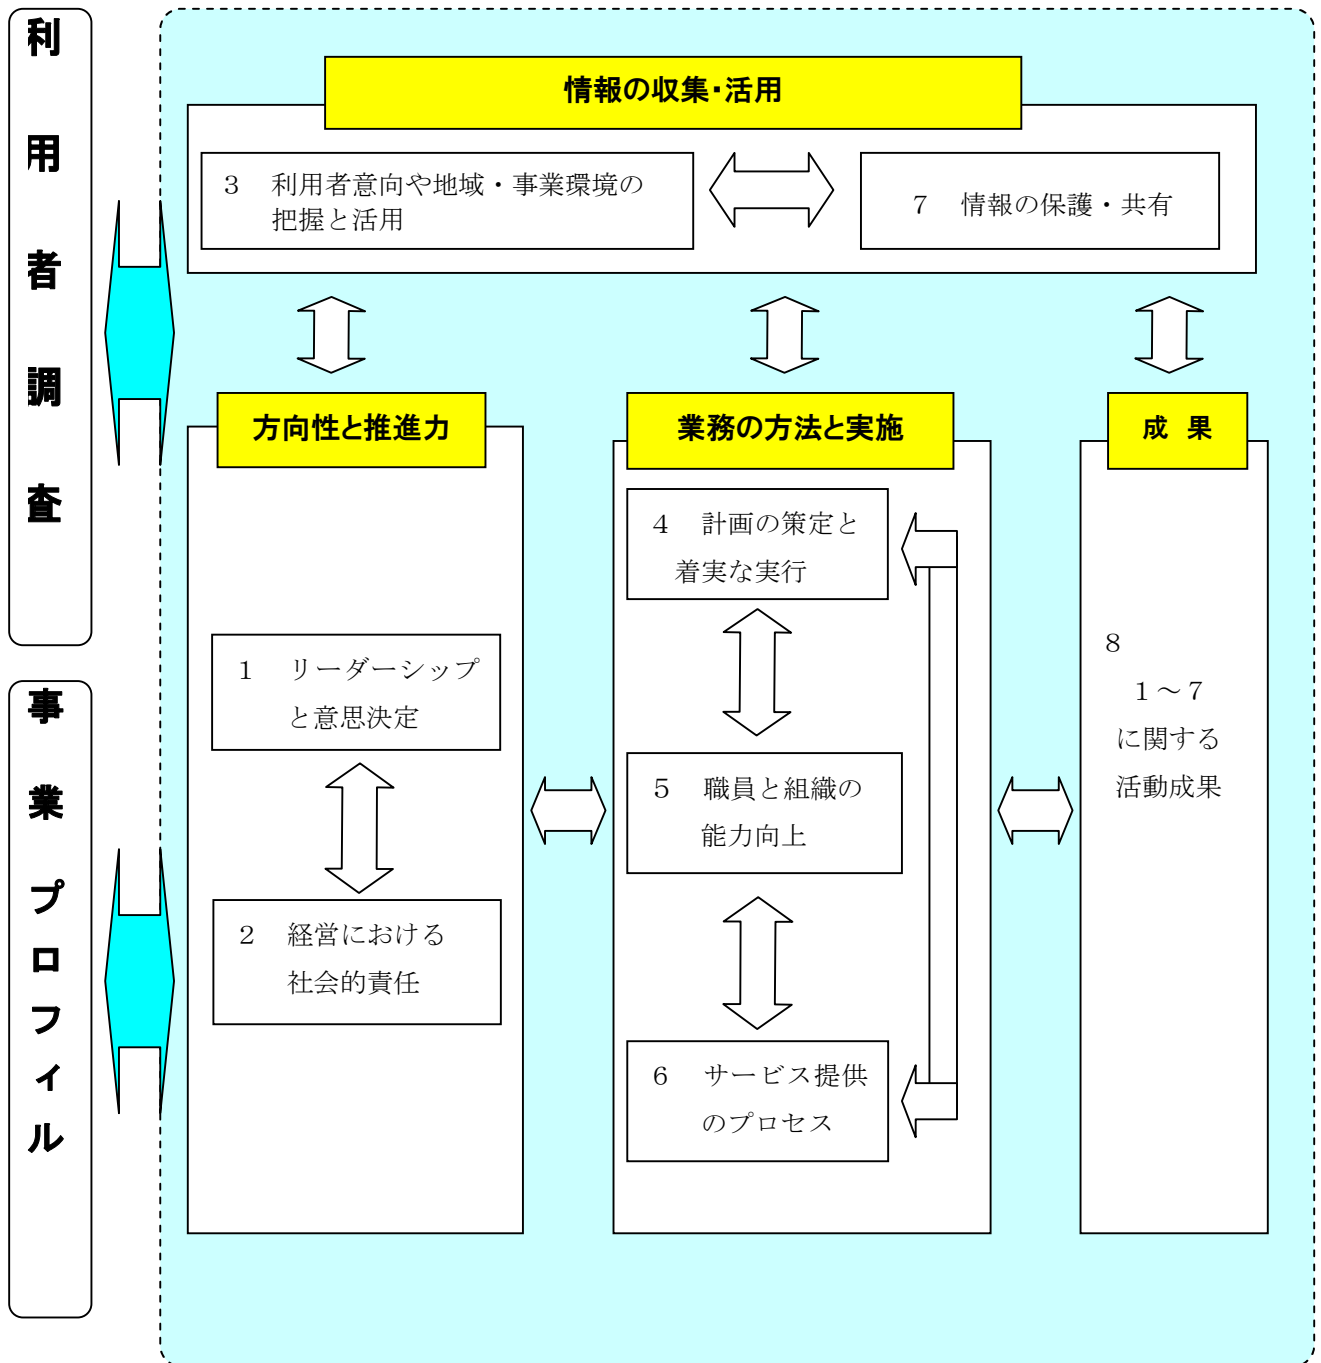 利用者調査
事業プロフィル
情報の収集・活用
３　利用者意向や地域・事業環境の
把握と活用
７　情報の保護・共有
方向性と推進力
１　リーダーシップ
と意思決定
２　経営における
社会的責任
業務の方法と実施
４　計画の策定と
着実な実行
５　職員と組織の
能力向上
６　サービス提供
のプロセス
成 果
８
１～７
に関する
活動成果